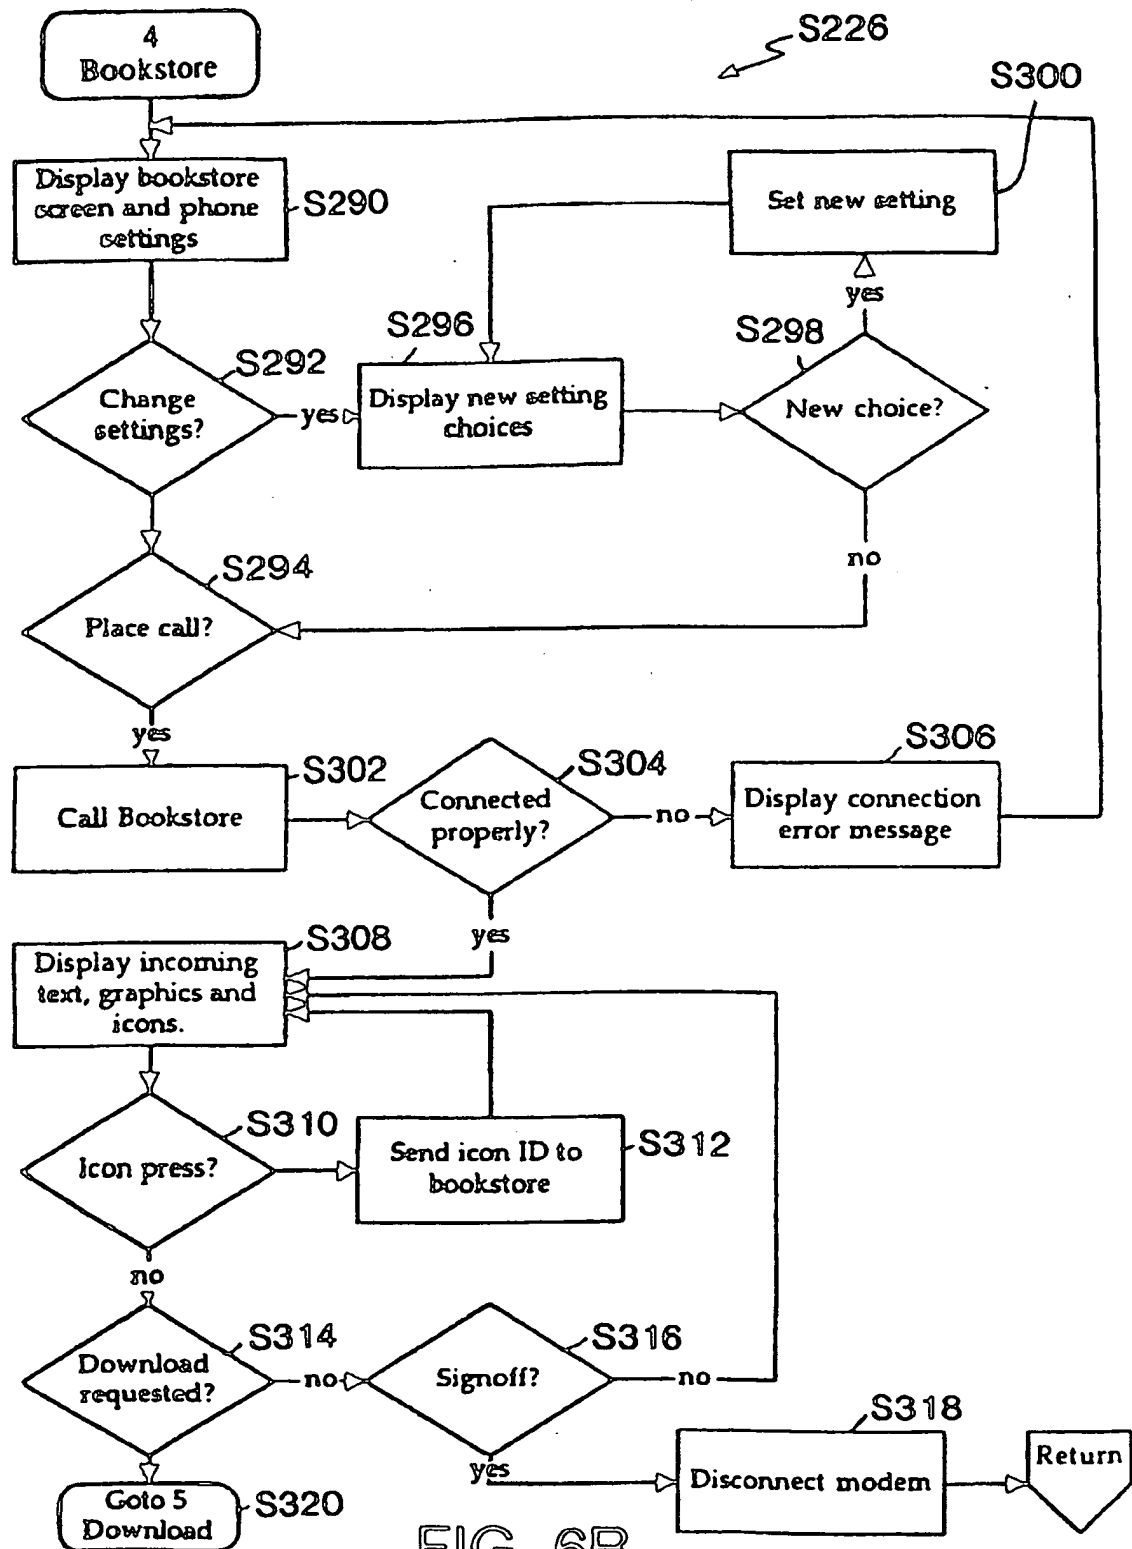 4
Bookstore
S226
S300
Display bookstore
screen and phone
settings
S290
Set new setting
yes
S292
Change
settings?
yes
S296
Display new setting
choices
S298
New choice?
no
S294
Place call?
yes
S302
Call Bookstore
S304
Connected
properly?
no
S306
Display connection
error message
yes
S308
Display incoming
text, graphics and
icons.
S310
Icon press?
S312
Send icon ID to
bookstore
no
S314
Download
requested?
no
S316
Signoff?
no
yes
S318
Disconnect modem
Return
Goto 5
Download
S320
FIG. 6B